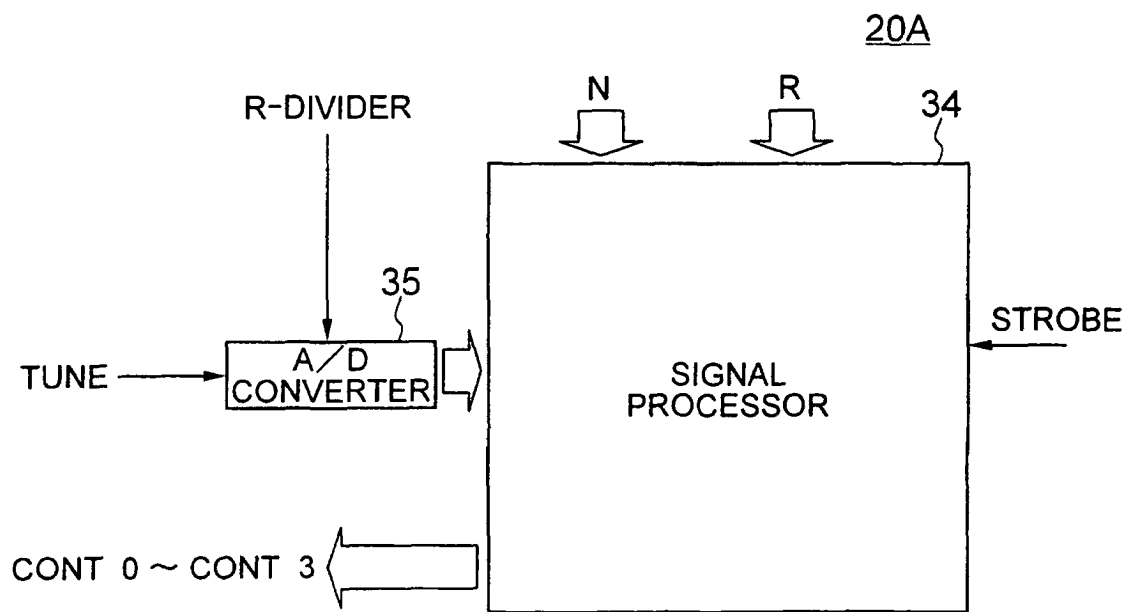 20A
R-DIVIDER
N
R
34
35
A/D
CONVERTER
TUNE
STROBE
SIGNAL
PROCESSOR
CONT 0 ~ CONT 3